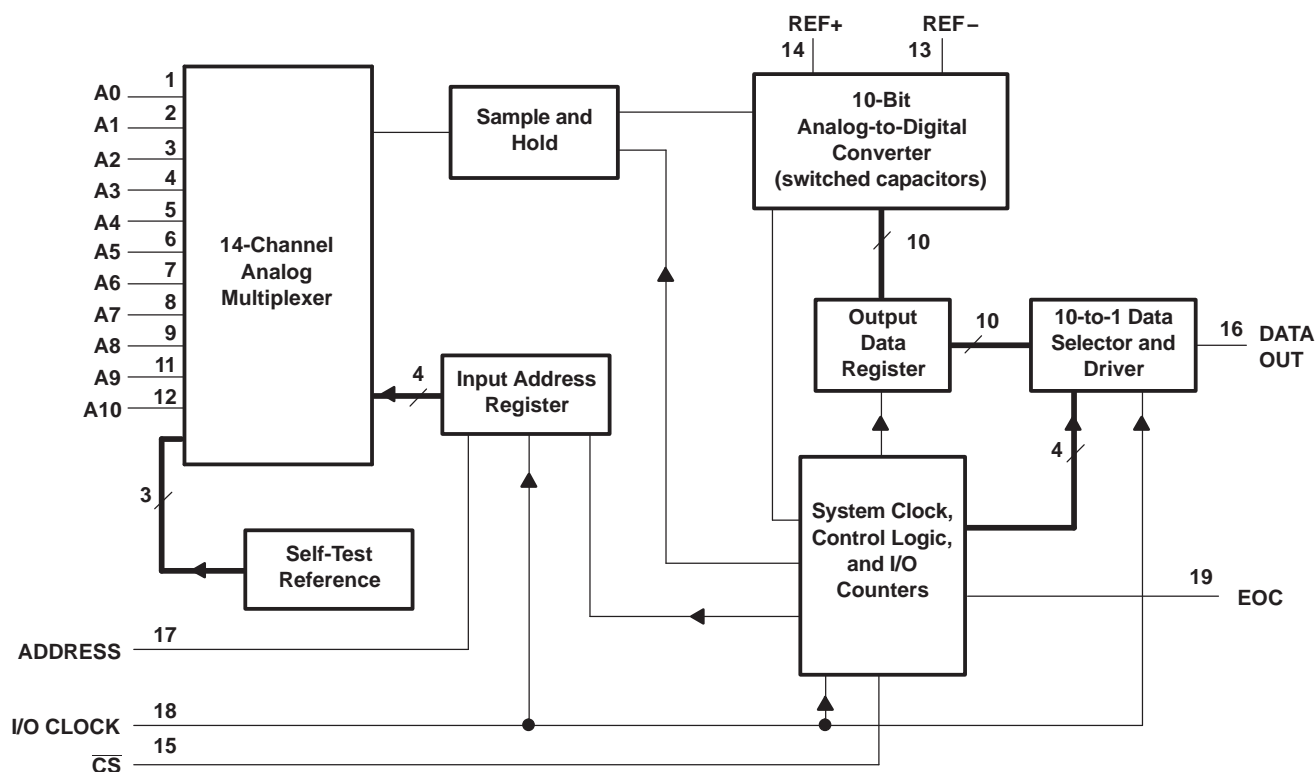 REF+
REF–
14
13
1
A0
2
A1
3
A2
4
A3
5
A4
6
A5
7
A6
8
A7
9
A8
11
A9
12
A10
14-Channel
Analog
Multiplexer
Sample and
Hold
10-Bit
Analog-to-Digital
Converter
(switched capacitors)
10
Output
Data
Register
10
10-to-1 Data
Selector and
Driver
16
DATA
OUT
4
Input Address
Register
4
3
Self-Test
Reference
System Clock,
Control Logic,
and I/O
Counters
19
EOC
17
ADDRESS
18
I/O CLOCK
15
C̅S̅